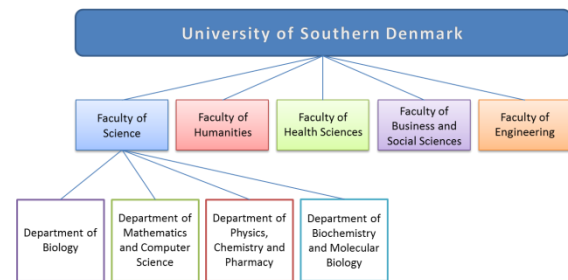 University of Southern Denmark
Faculty of
Science
Faculty of
Humanities
Faculty of
Health Sciences
Faculty of
Business and
Social Sciences
Faculty of
Engineering
Department of
Biology
Department of
Mathematics
and Computer
Science
Department of
Physics,
Chemistry and
Pharmacy
Department of
Biochemistry
and Molecular
Biology